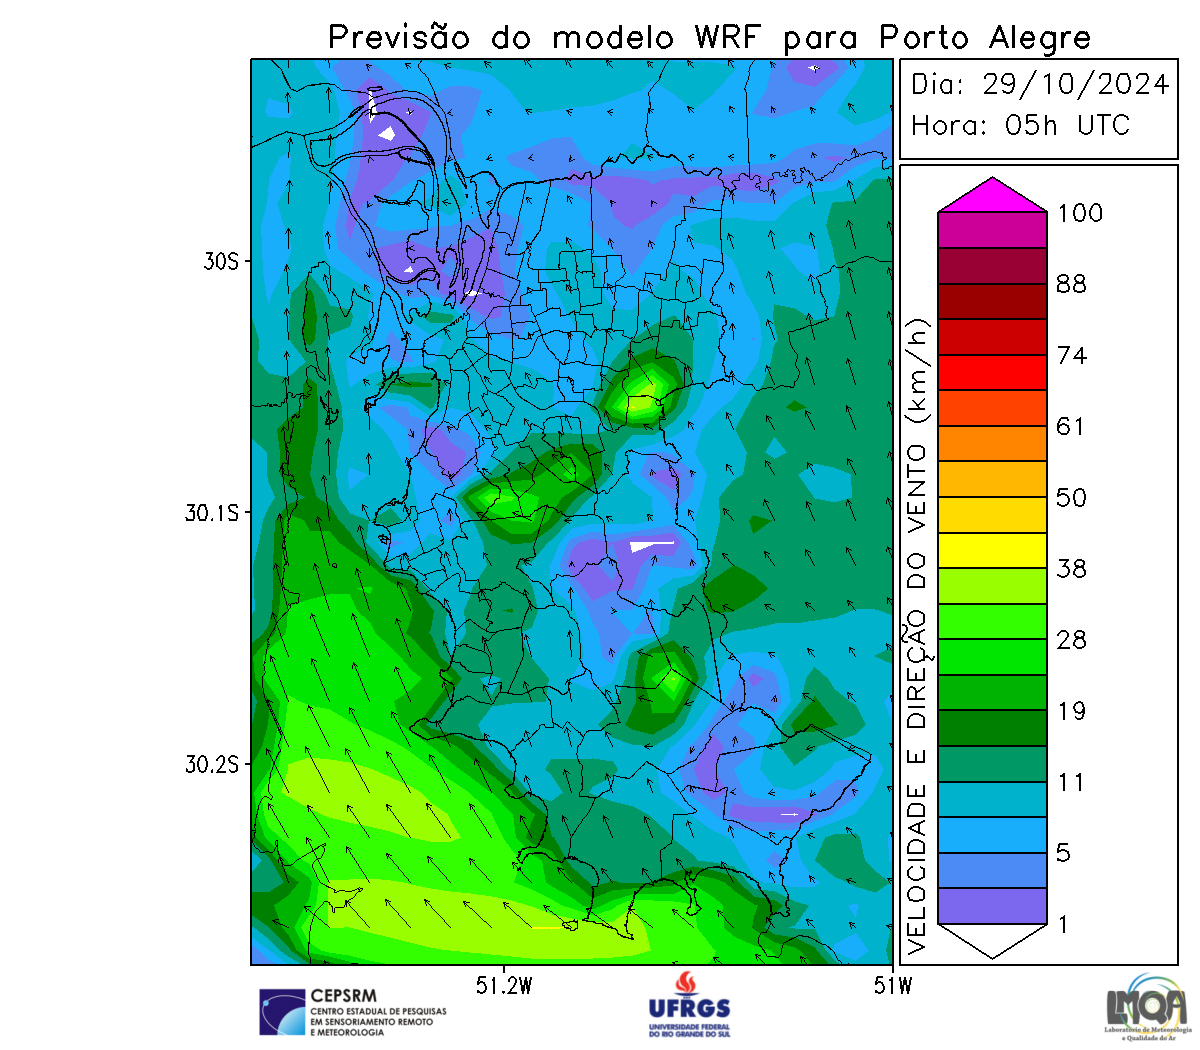 Previsão do modelo WRF para Porto Alegre
Dia: 29/10/2024
Hora: 05h UTC
100
88
74
61
50
38
28
19
11
5
1
VELOCIDADE E DIREÇÃO DO VENTO (km/h)
30S
30.1S
30.2S
51.2W
51W
CEPSRM
CENTRO ESTADUAL DE PESQUISAS
EM SENSORIAMENTO REMOTO
E METEOROLOGIA
UFRGS
UNIVERSIDADE FEDERAL
DO RIO GRANDE DO SUL
LMQA
Laboratório de Meteorologia
e Qualidade do Ar